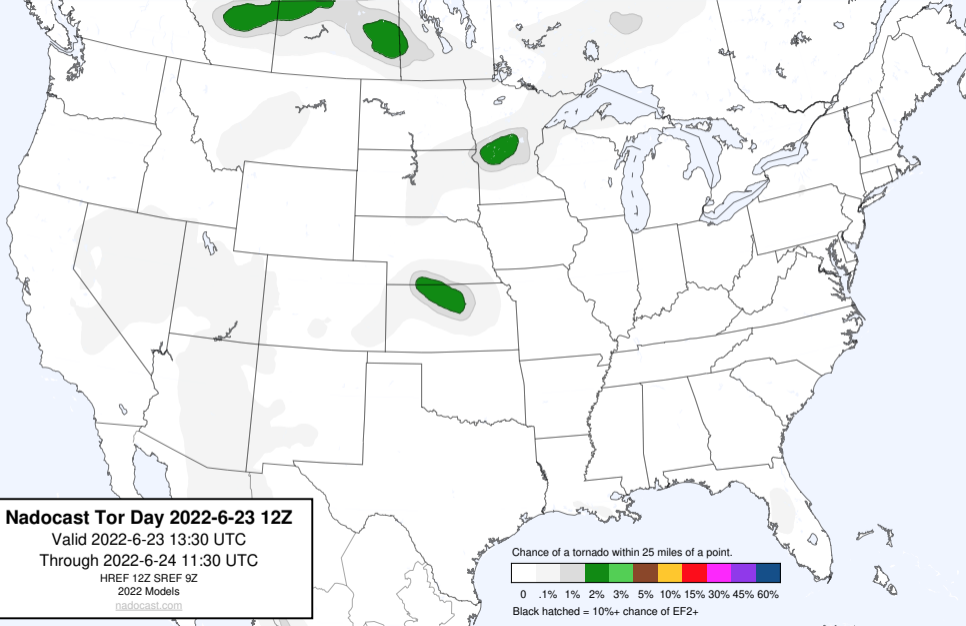 Nadocast Tor Day 2022-6-23 12Z
Valid 2022-6-23 13:30 UTC
Through 2022-6-24 11:30 UTC
HREF 12Z SREF 9Z
2022 Models
nadocast.com
Chance of a tornado within 25 miles of a point.
0 .1% 1% 2% 3% 5% 10% 15% 30% 45% 60%
Black hatched = 10%+ chance of EF2+